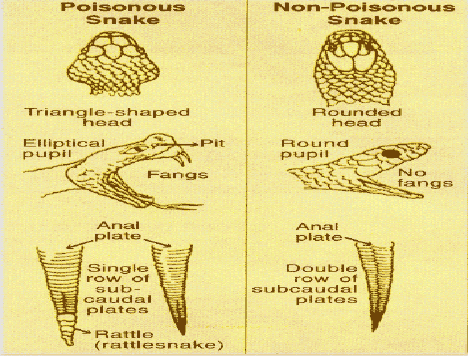 Poisonous
Snake
Triangle-shaped
head
Elliptical
pupil
Pit
Fangs
Anal
plate
Single
row of
sub-
caudal
plates
Rattle
(rattlesnake)
Non-Poisonous
Snake
Rounded
head
Round
pupil
No
fangs
Anal
plate
Double
row of
subcaudal
plates